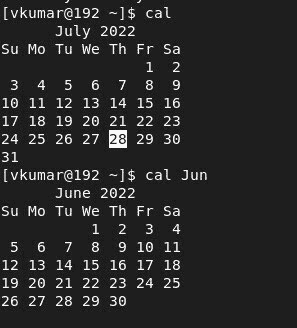 [vkumar@192 ~]$ cal
July 2022
Su Mo Tu We Th Fr Sa
1 2
3 4 5 6 7 8 9
10 11 12 13 14 15 16
17 18 19 20 21 22 23
24 25 26 27 28 29 30
31
[vkumar@192 ~]$ cal Jun
June 2022
Su Mo Tu We Th Fr Sa
1 2 3 4
5 6 7 8 9 10 11
12 13 14 15 16 17 18
19 20 21 22 23 24 25
26 27 28 29 30